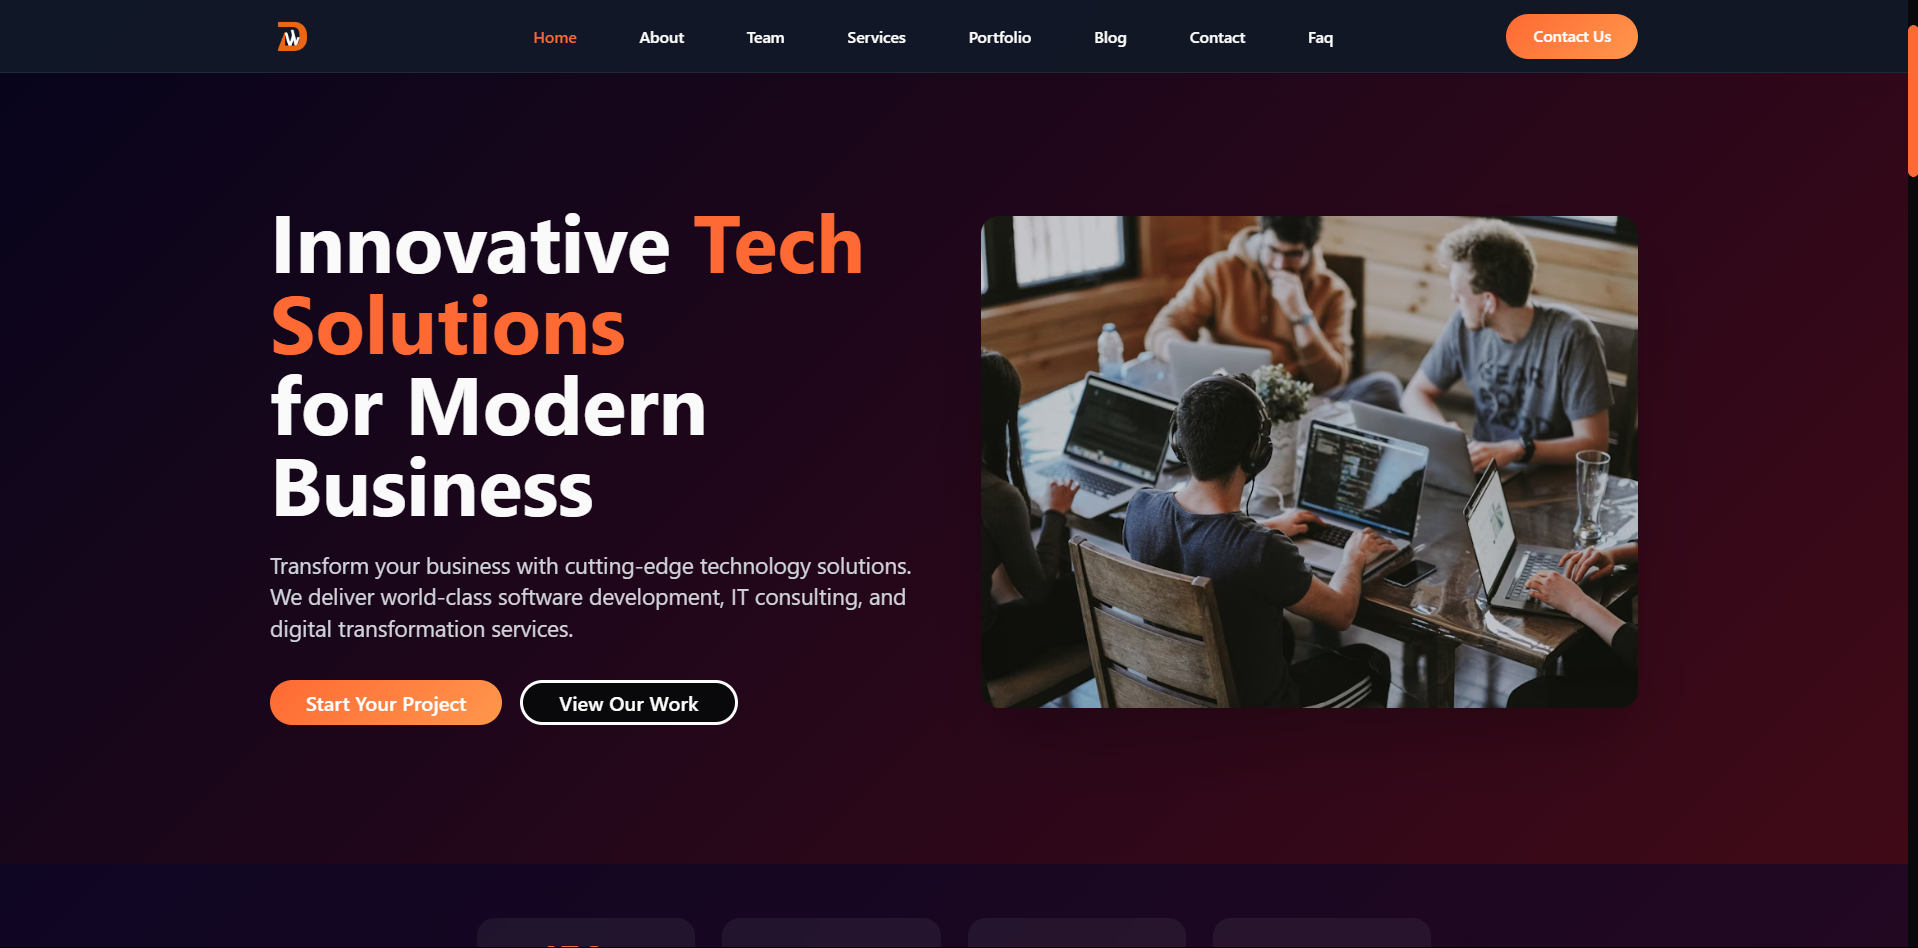 Home About Team Services Portfolio Blog Contact Faq Contact Us
Innovative Tech
Solutions
for Modern
Business
Transform your business with cutting-edge technology solutions.
We deliver world-class software development, IT consulting, and
digital transformation services.
Start Your Project View Our Work